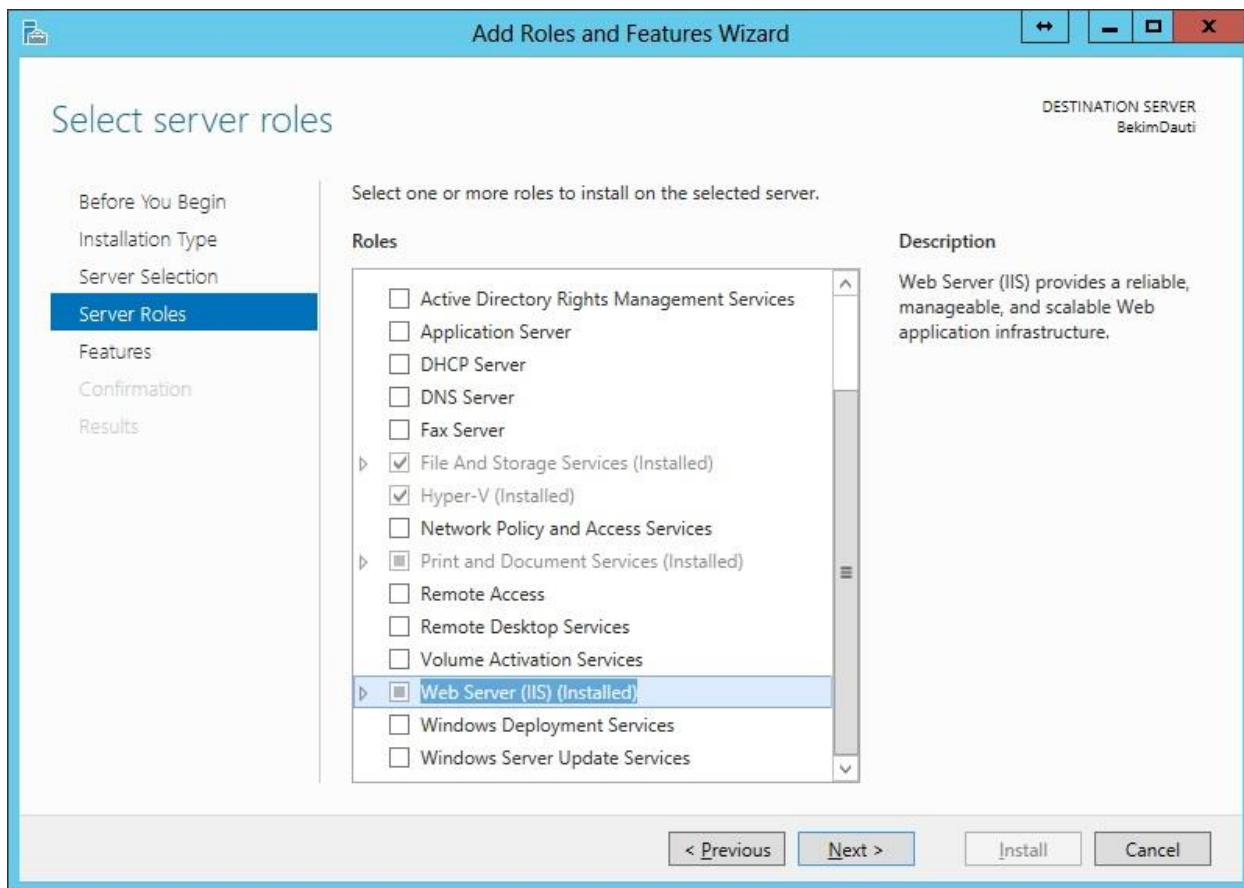 Add Roles and Features Wizard
Select server roles
DESTINATION SERVER
BekimDauti
Before You Begin
Installation Type
Server Selection
Server Roles
Features
Confirmation
Results
Select one or more roles to install on the selected server.
Roles
Active Directory Rights Management Services
Application Server
DHCP Server
DNS Server
Fax Server
File And Storage Services (Installed)
Hyper-V (Installed)
Network Policy and Access Services
Print and Document Services (Installed)
Remote Access
Remote Desktop Services
Volume Activation Services
Web Server (IIS) (Installed)
Windows Deployment Services
Windows Server Update Services
Description
Web Server (IIS) provides a reliable,
manageable, and scalable Web
application infrastructure.
< Previous
Next >
Install
Cancel